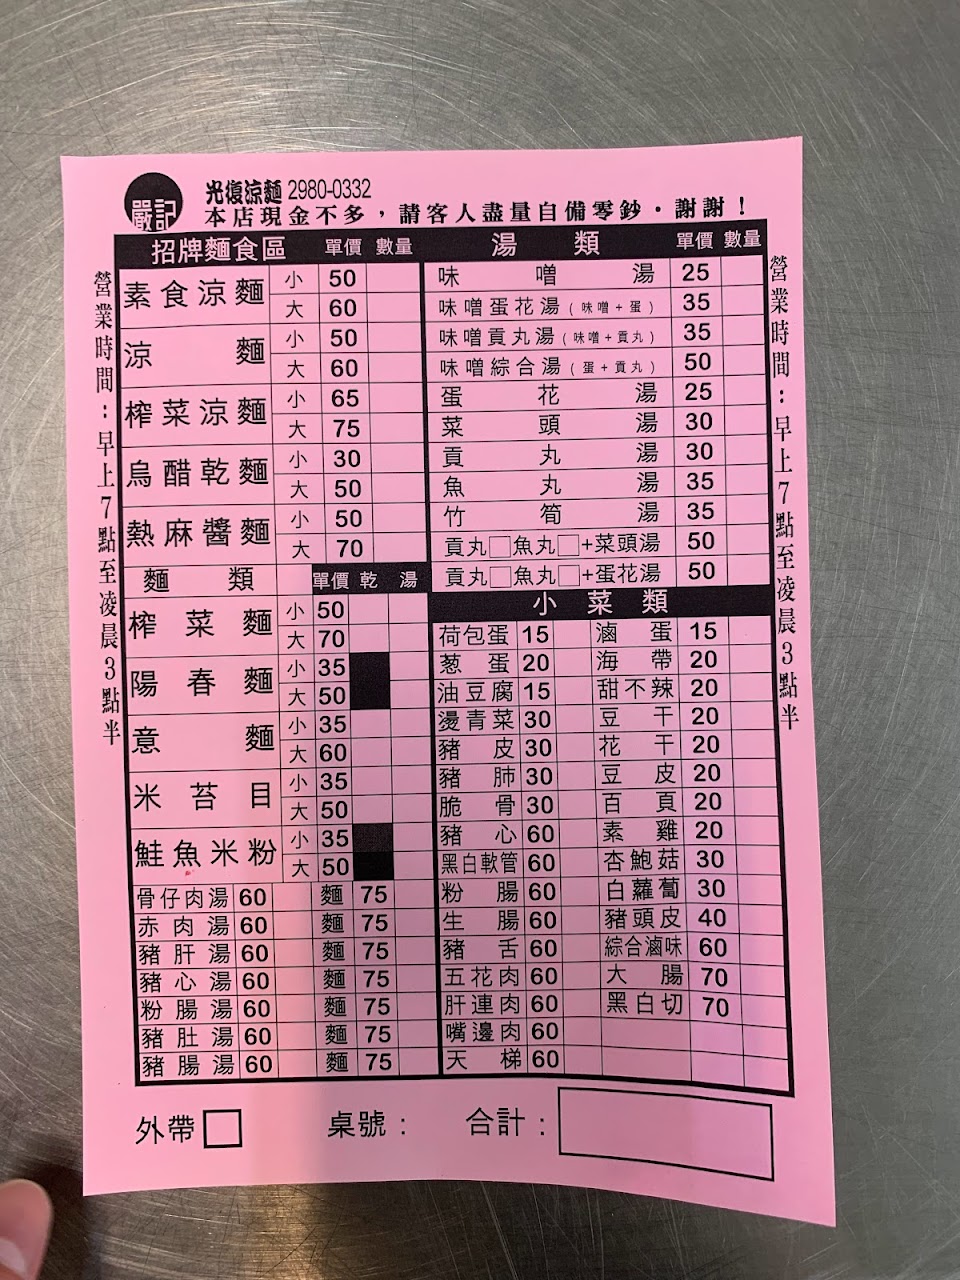 嚴記
光復涼麵 2980-0332
本店現金不多，請客人盡量自備零鈔・謝謝！
營業時間：早上7點至凌晨3點半
招牌麵食區 單價 數量
素食涼麵 小 50
大 60
涼麵 小 50
大 60
榨菜涼麵 小 65
大 75
烏醋乾麵 小 30
大 50
熱麻醬麵 小 50
大 70
麵類 單價 乾 湯
榨菜麵 小 50
大 70
陽春麵 小 35
大 50
意麵 小 35
大 60
米苔目 小 35
大 50
鮭魚米粉 小 35
大 50
骨仔肉湯 60 麵 75
赤肉湯 60 麵 75
豬肝湯 60 麵 75
豬心湯 60 麵 75
粉腸湯 60 麵 75
豬肚湯 60 麵 75
豬腸湯 60 麵 75
湯類 單價 數量
味噌湯 25
味噌蛋花湯（味噌+蛋） 35
味噌貢丸湯（味噌+貢丸） 35
味噌綜合湯（蛋+貢丸） 50
蛋花湯 25
菜頭湯 30
貢丸湯 30
魚丸湯 35
竹筍湯 35
貢丸□魚丸□+菜頭湯 50
貢丸□魚丸□+蛋花湯 50
小菜類
荷包蛋 15 滷蛋 15
葱蛋 20 海帶 20
油豆腐 15 甜不辣 20
燙青菜 30 豆干 20
豬皮 30 花干 20
豬肺 30 豆皮 20
脆骨 30 百頁 20
豬心 60 素雞 20
黑白軟管 60 杏鮑菇 30
粉腸 60 白蘿蔔 30
生腸 60 豬頭皮 40
豬舌 60 綜合滷味 60
五花肉 60 大腸 70
肝連肉 60 黑白切 70
嘴邊肉 60
天梯 60
營業時間：早上7點至凌晨3點半
外帶□ 桌號： 合計：